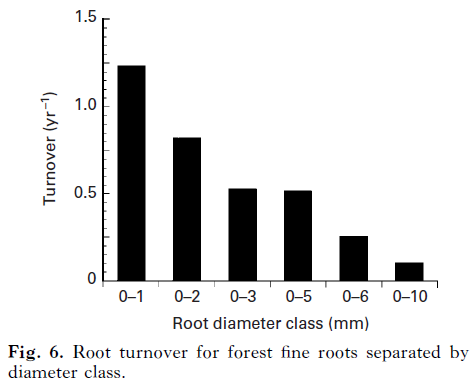 1.5
1.0
0.5
0
Turnover (yr⁻¹)
0–1 0–2 0–3 0–5 0–6 0–10
Root diameter class (mm)
Fig. 6. Root turnover for forest fine roots separated by
diameter class.